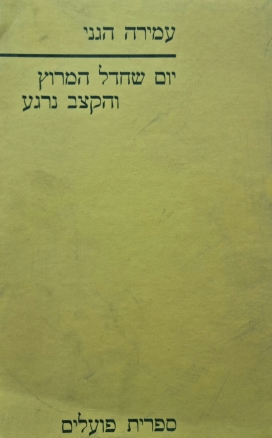 עמירה הגני
יום שחדל המרוץ
והקצב נרגע
ספרית פועלים